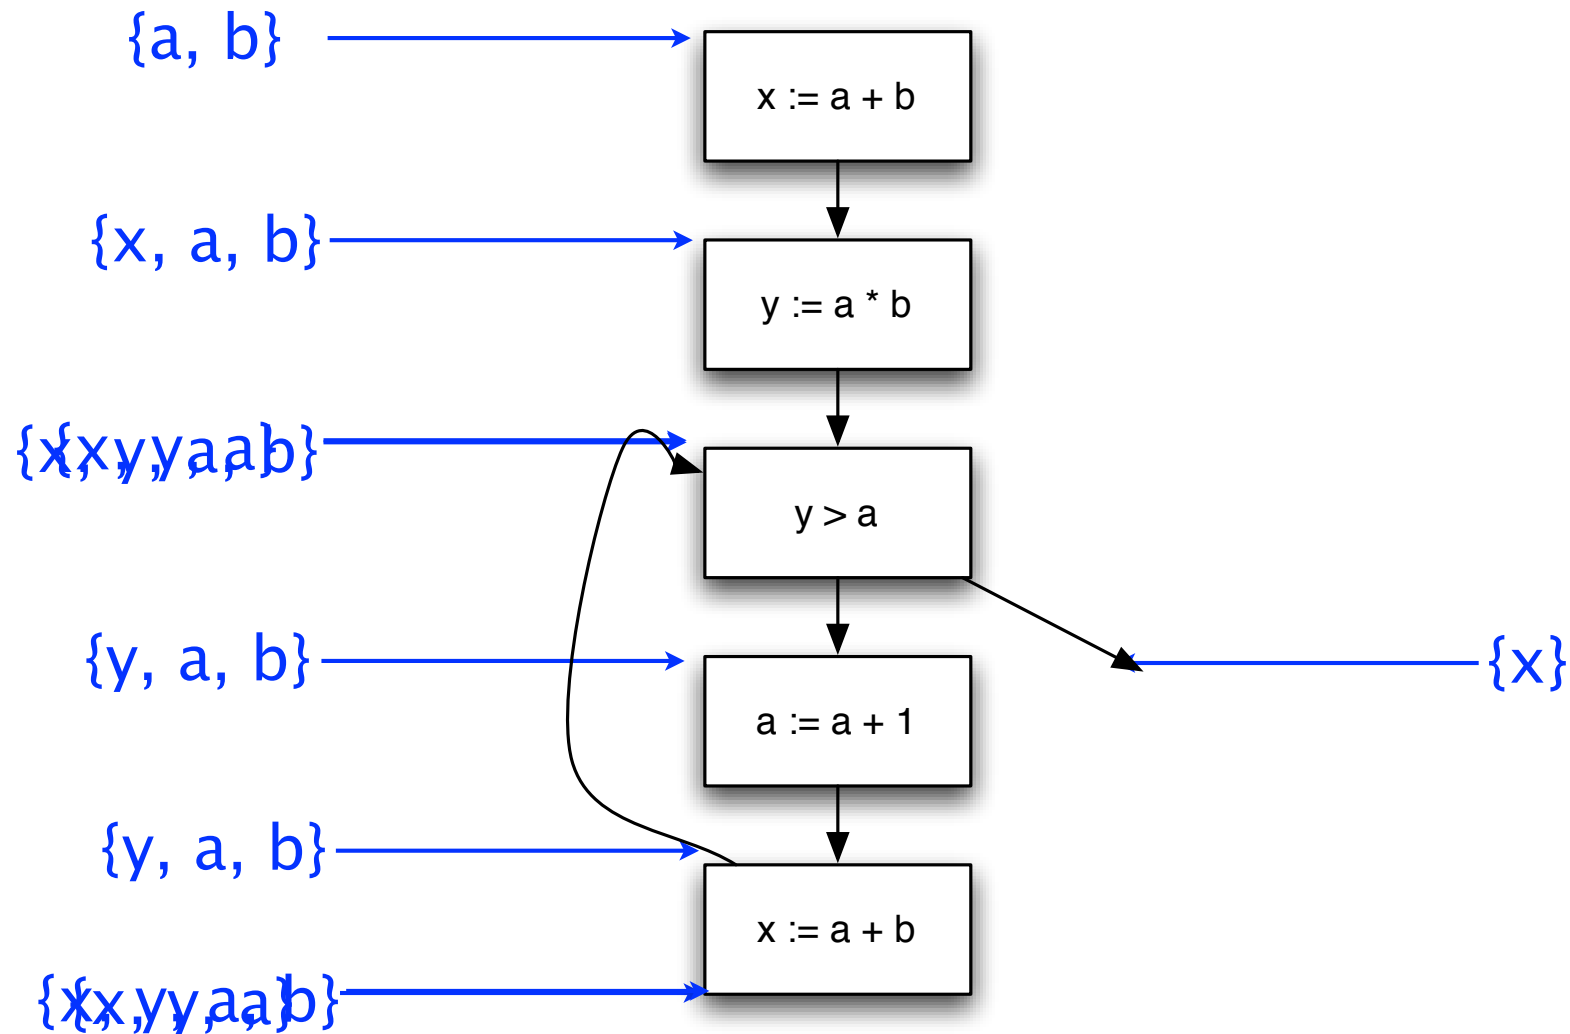 {a, b}
x := a + b
{x, a, b}
y := a * b
{x, y, a, b}
{x, y, a}
y > a
{y, a, b}
{x}
a := a + 1
{y, a, b}
x := a + b
{x, y, a, b}
{x, y, a}